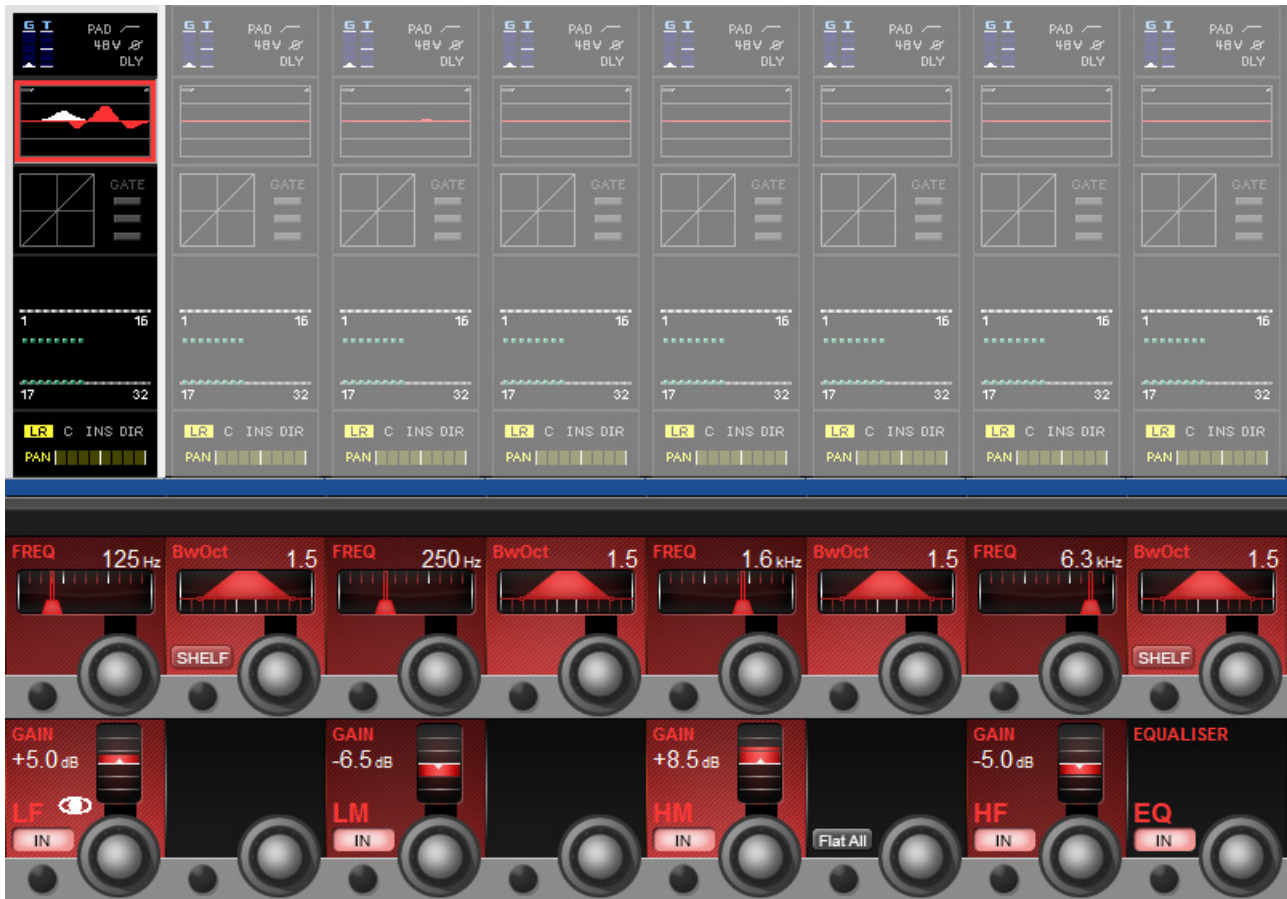 G T PAD G T PAD G T PAD G T PAD G T PAD G T PAD G T PAD G T PAD
48V 48V 48V 48V 48V 48V 48V 48V
DLY DLY DLY DLY DLY DLY DLY DLY
GATE GATE GATE GATE GATE GATE GATE GATE
1 16 1 16 1 16 1 16 1 16 1 16 1 16 1 16
17 32 17 32 17 32 17 32 17 32 17 32 17 32 17 32
LR C INS DIR LR C INS DIR LR C INS DIR LR C INS DIR LR C INS DIR LR C INS DIR LR C INS DIR LR C INS DIR
PAN PAN PAN PAN PAN PAN PAN PAN
FREQ 125 Hz BwOct 1.5 FREQ 250 Hz BwOct 1.5 FREQ 1.6 kHz BwOct 1.5 FREQ 6.3 kHz BwOct 1.5
SHELF SHELF
GAIN GAIN GAIN GAIN EQUALISER
+5.0 dB -6.5 dB +8.5 dB -5.0 dB
LF LM HM HF EQ
IN IN IN Flat All IN IN